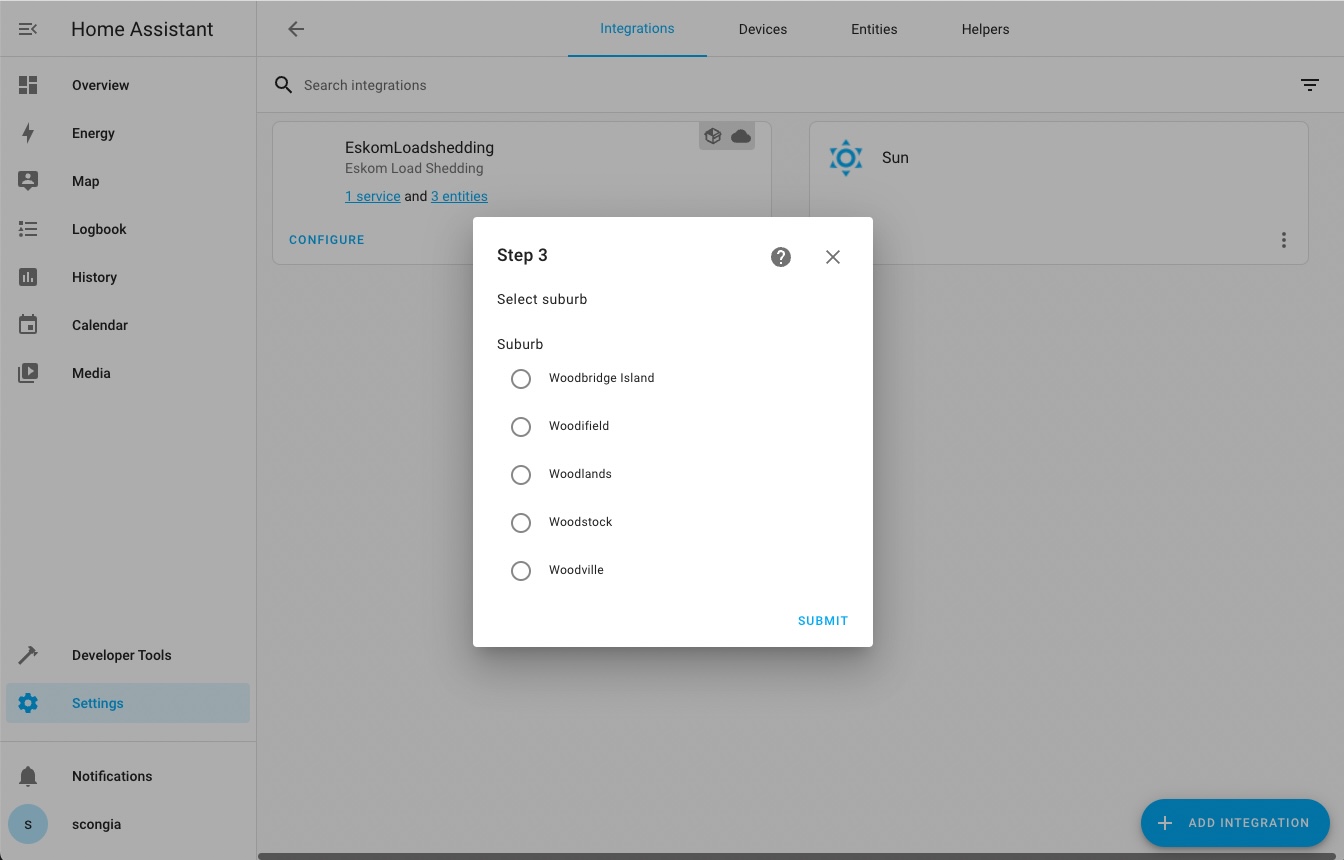 Home Assistant
Integrations
Devices
Entities
Helpers
Overview
Energy
Map
Logbook
History
Calendar
Media
Developer Tools
Settings
Notifications
s
scongia
Search integrations
EskomLoadshedding
Eskom Load Shedding
1 service and 3 entities
CONFIGURE
Sun
Step 3
?
Select suburb
Suburb
Woodbridge Island
Woodifield
Woodlands
Woodstock
Woodville
SUBMIT
ADD INTEGRATION